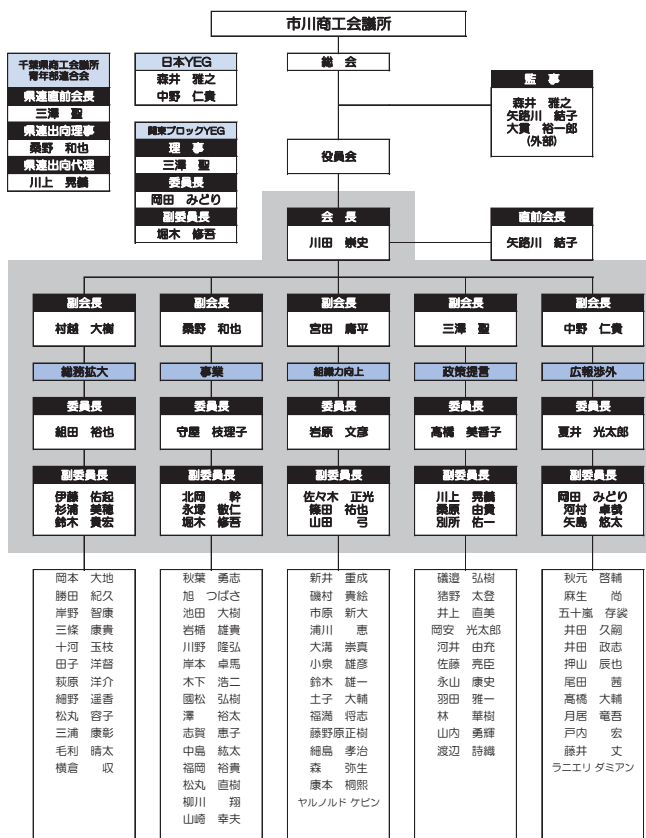 市川商工会議所
千葉県商工会議所
青年部連合会
県連直前会長
三澤 聖
県連出向理事
桑野 和也
県連出向代理
川上 晃鶴
日本YEG
森井 雅之
中野 仁貴
関東ブロックYEG
理 事
三澤 聖
委員長
岡田 みどり
副委員長
堀木 修吾
総 会
役員会
監 事
森井 雅之
矢路川 結子
大貫 裕一郎
(外部)
会 長
川田 崇史
直前会長
矢路川 結子
副会長
村越 大樹
総務拡大
委員長
組田 裕也
副委員長
伊藤 佑起
杉浦 美穂
鈴木 貴宏
岡本 大地
勝田 紀久
岸野 智康
三條 康貴
十河 玉枝
田子 洋督
萩原 洋介
細野 遥香
松丸 容子
三浦 康彰
毛利 晴太
横倉 収
副会長
桑野 和也
事業
委員長
守屋 枝理子
副委員長
北岡 幹
永塚 敬仁
堀木 修吾
秋葉 勇志
旭 つばさ
池田 大樹
岩楯 雄貴
川野 隆弘
岸本 卓馬
木下 浩二
國松 弘樹
澤 裕太
志賀 恵子
中島 紘太
福岡 裕貴
松丸 直樹
柳川 翔
山崎 幸夫
副会長
宮田 庸平
組織力向上
委員長
岩原 文彦
副委員長
佐々木 正光
篠田 祐也
山田 弓
新井 重成
磯村 貴絵
市原 新大
浦川 恵
大溝 崇真
小泉 雄彦
鈴木 雄一
土子 大輔
福満 将志
藤野原正樹
細島 孝治
森 弥生
康本 桐熙
ヤルノルド ケビン
副会長
三澤 聖
政策提言
委員長
高橋 美香子
副委員長
川上 晃鶴
桑原 由貴
別所 佑一
礒邉 弘樹
猪野 太登
井上 直美
岡安 光太郎
河井 由充
佐藤 亮臣
永山 康史
羽田 雅一
林 華樹
山内 勇輝
渡辺 詩織
副会長
中野 仁貴
広報渉外
委員長
夏井 光太郎
副委員長
岡田 みどり
河村 卓哉
矢島 悠太
秋元 啓輔
麻生 尚
五十嵐 存裟
井田 久嗣
井田 政志
押山 辰也
尾田 茜
高橋 大輔
月居 竜吾
戸内 宏
藤井 丈
ラニエリ ダミアン